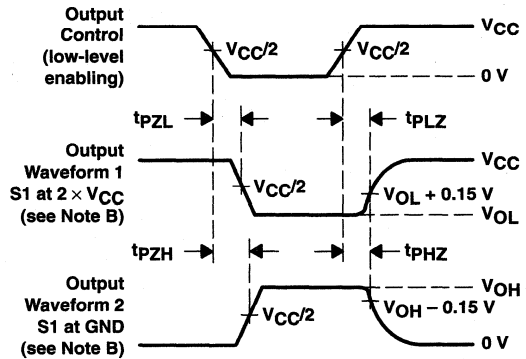 Output
Control
(low-level
enabling)
VCC/2
VCC/2
VCC
0 V
tPZL
tPLZ
Output
Waveform 1
S1 at 2 × VCC
(see Note B)
VCC/2
VCC
VOL + 0.15 V
VOL
tPZH
tPHZ
Output
Waveform 2
S1 at GND
(see Note B)
VCC/2
VOH
VOH – 0.15 V
0 V